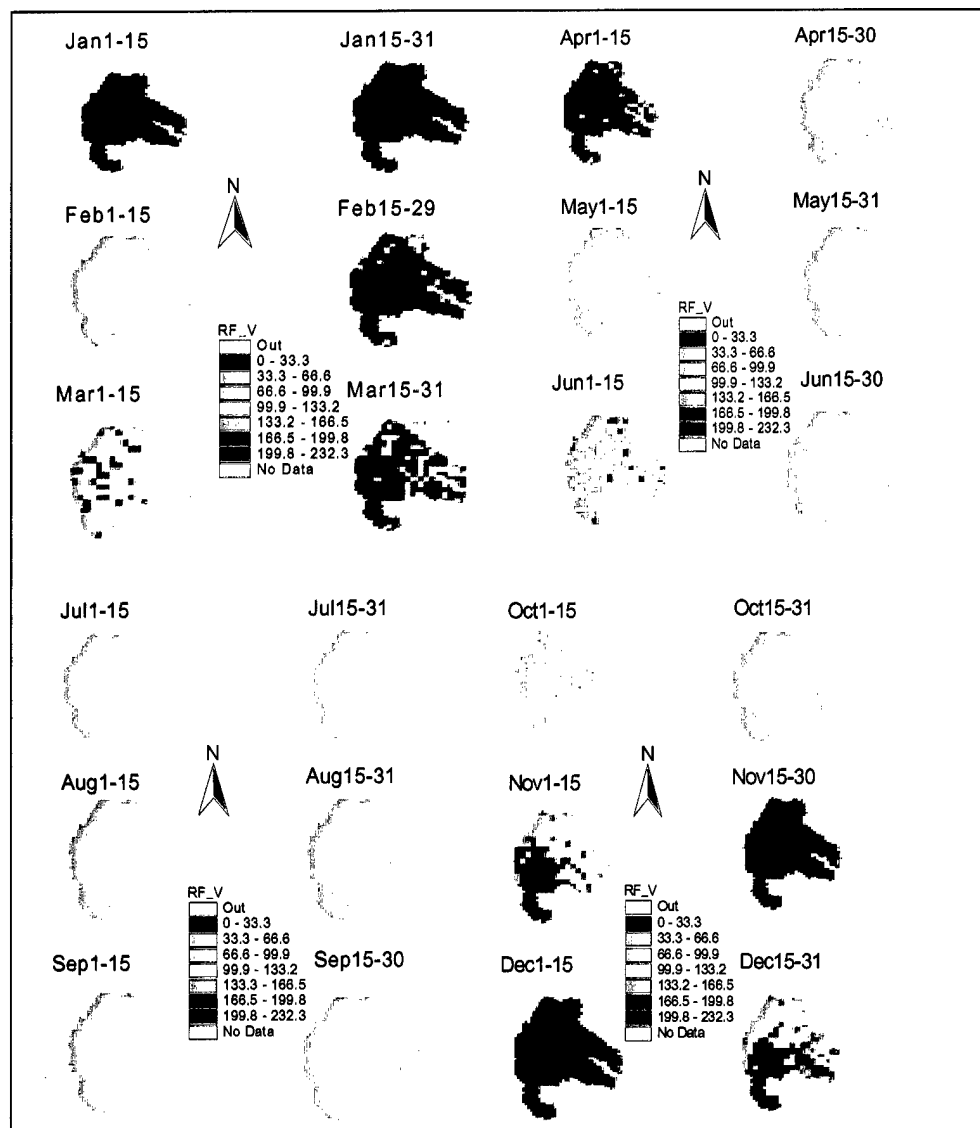 Jan1-15
Jan15-31
Apr1-15
Apr15-30
N
N
Feb1-15
Feb15-29
May1-15
May15-31
RF_V
Out
0 - 33.3
33.3 - 66.6
66.6 - 99.9
99.9 - 133.2
133.2 - 166.5
166.5 - 199.8
199.8 - 232.3
No Data
RF_V
Out
0 - 33.3
33.3 - 66.6
66.6 - 99.9
99.9 - 133.2
133.2 - 166.5
166.5 - 199.8
199.8 - 232.3
No Data
Mar1-15
Mar15-31
Jun1-15
Jun15-30
Jul1-15
Jul15-31
Oct1-15
Oct15-31
N
N
Aug1-15
Aug15-31
Nov1-15
Nov15-30
RF_V
Out
0 - 33.3
33.3 - 66.6
66.6 - 99.9
99.9 - 133.2
133.3 - 166.5
166.5 - 199.8
199.8 - 232.3
No Data
RF_V
Out
0 - 33.3
33.3 - 66.6
66.6 - 99.9
99.9 - 133.2
133.2 - 166.5
166.5 - 199.8
199.8 - 232.3
No Data
Sep1-15
Sep15-30
Dec1-15
Dec15-31